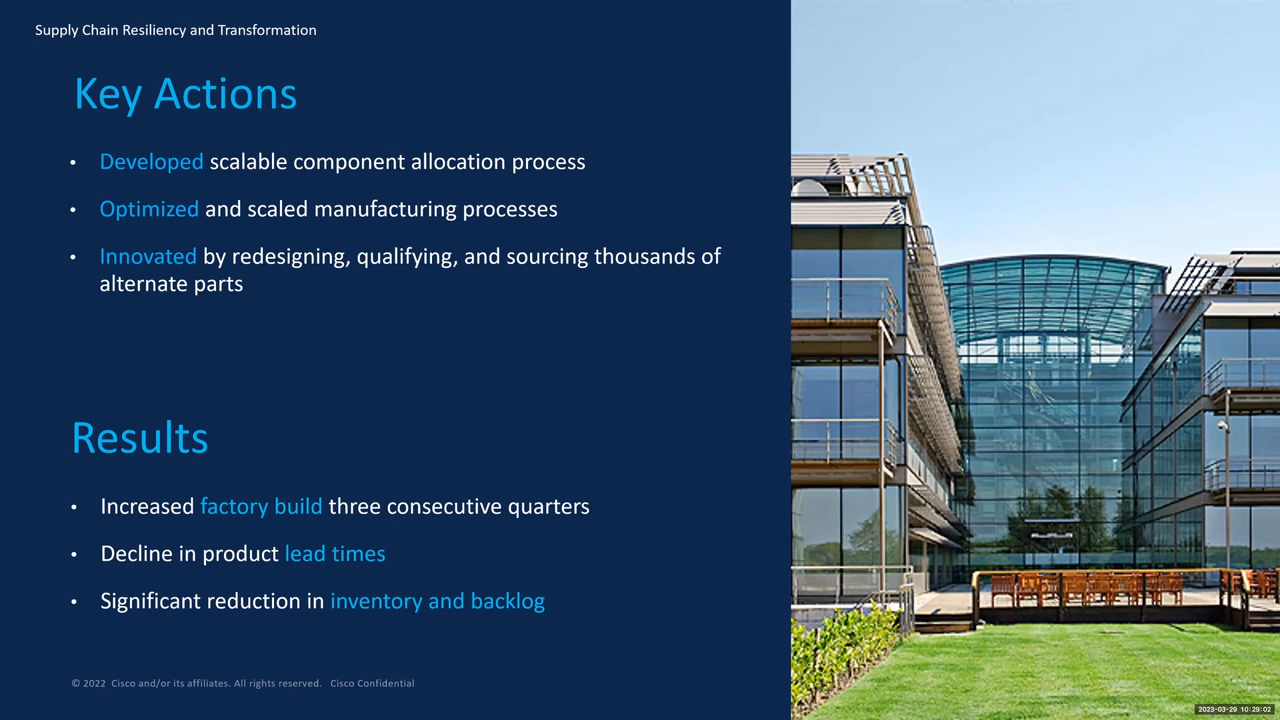 Supply Chain Resiliency and Transformation
Key Actions
• Developed scalable component allocation process
• Optimized and scaled manufacturing processes
• Innovated by redesigning, qualifying, and sourcing thousands of
alternate parts
Results
• Increased factory build three consecutive quarters
• Decline in product lead times
• Significant reduction in inventory and backlog
© 2022 Cisco and/or its affiliates. All rights reserved. Cisco Confidential
2023-03-29 10:29:02